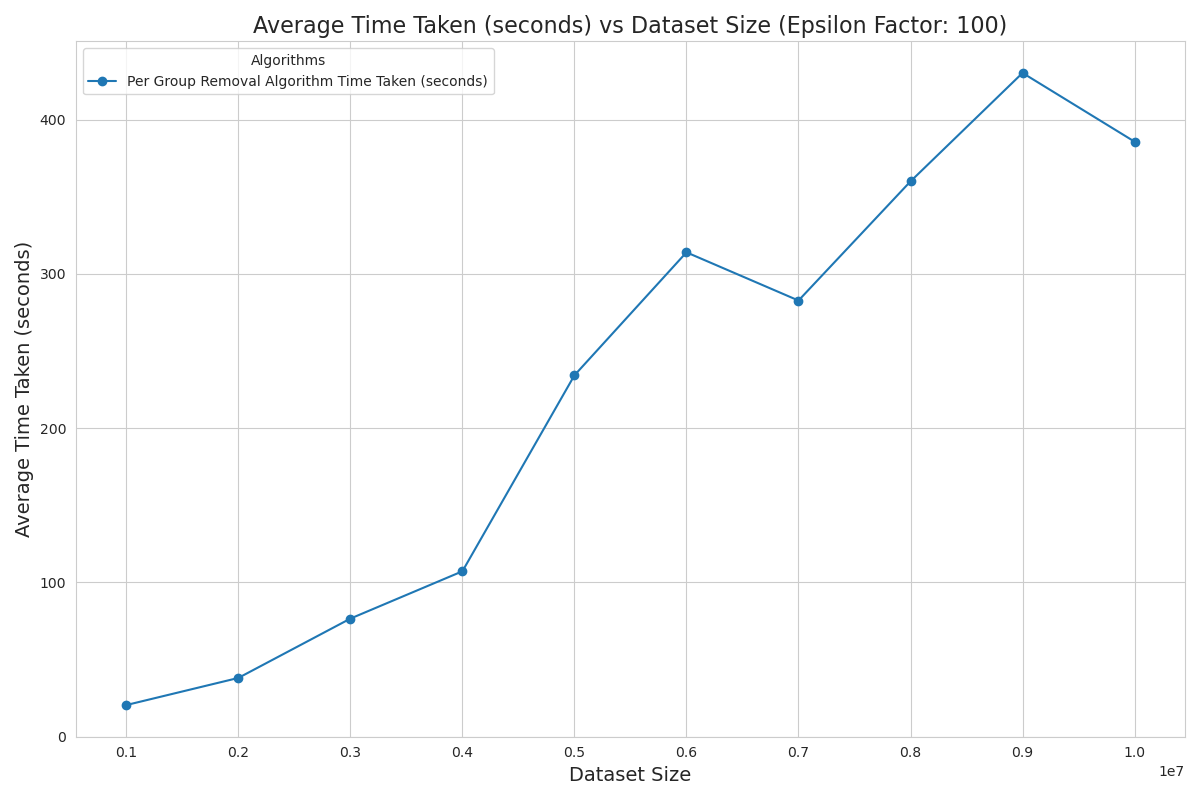 Average Time Taken (seconds) vs Dataset Size (Epsilon Factor: 100)
Algorithms
Per Group Removal Algorithm Time Taken (seconds)
Average Time Taken (seconds)
400
300
200
100
0
0.1 0.2 0.3 0.4 0.5 0.6 0.7 0.8 0.9 1.0
1e7
Dataset Size